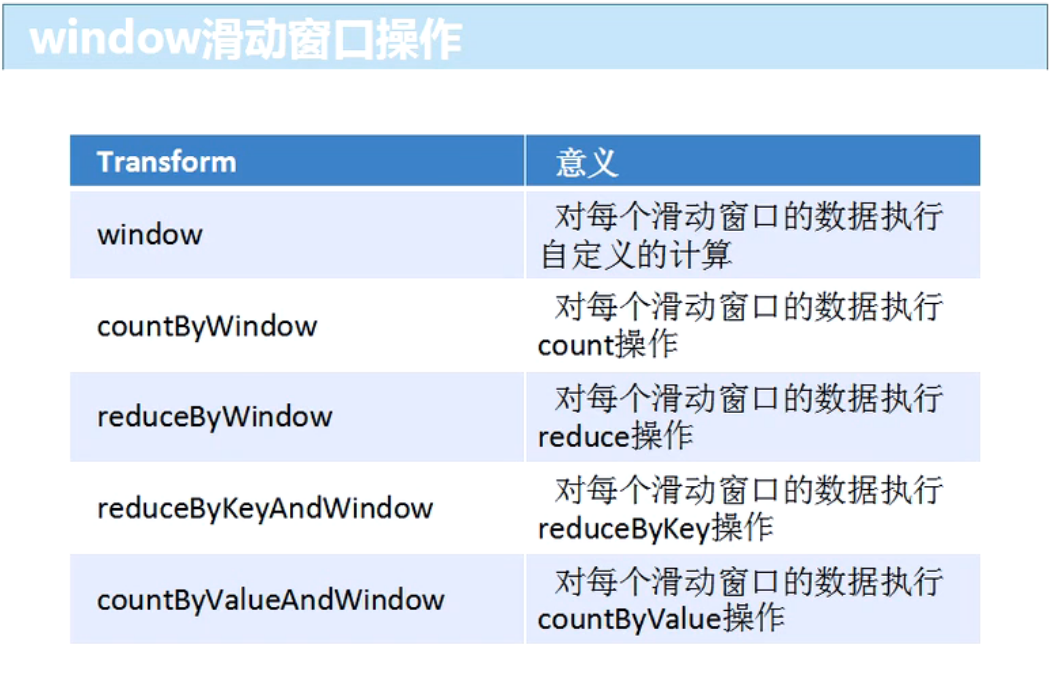 window滑动窗口操作
Transform
意义
window
对每个滑动窗口的数据执行
自定义的计算
countByWindow
对每个滑动窗口的数据执行
count操作
reduceByWindow
对每个滑动窗口的数据执行
reduce操作
reduceByKeyAndWindow
对每个滑动窗口的数据执行
reduceByKey操作
countByValueAndWindow
对每个滑动窗口的数据执行
countByValue操作